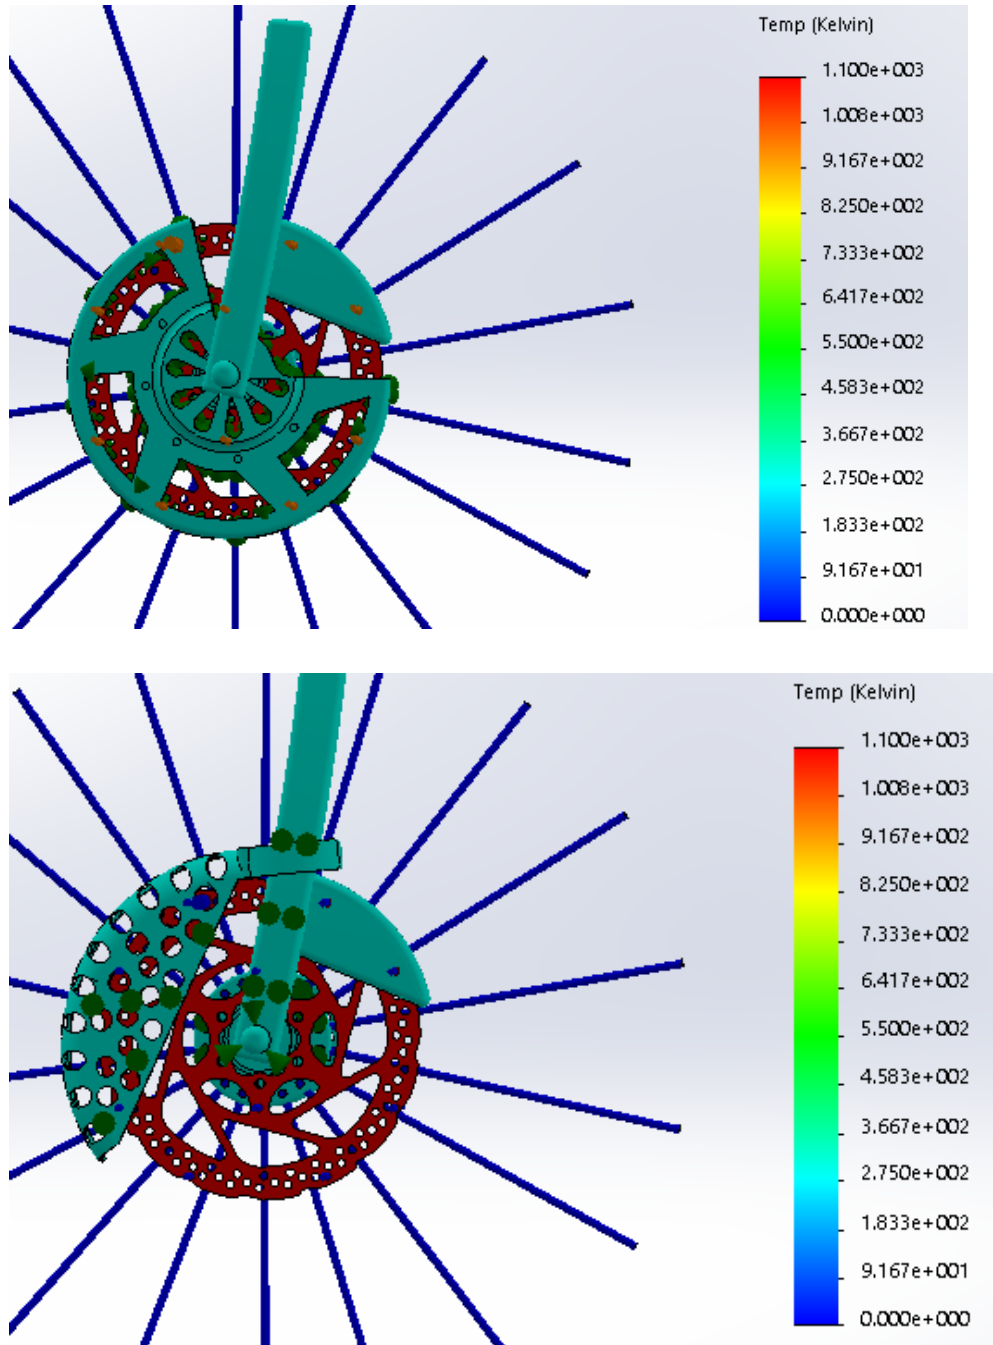 Temp (Kelvin)
1.100e+003
1.008e+003
9.167e+002
8.250e+002
7.333e+002
6.417e+002
5.500e+002
4.583e+002
3.667e+002
2.750e+002
1.833e+002
9.167e+001
0.000e+000
Temp (Kelvin)
1.100e+003
1.008e+003
9.167e+002
8.250e+002
7.333e+002
6.417e+002
5.500e+002
4.583e+002
3.667e+002
2.750e+002
1.833e+002
9.167e+001
0.000e+000